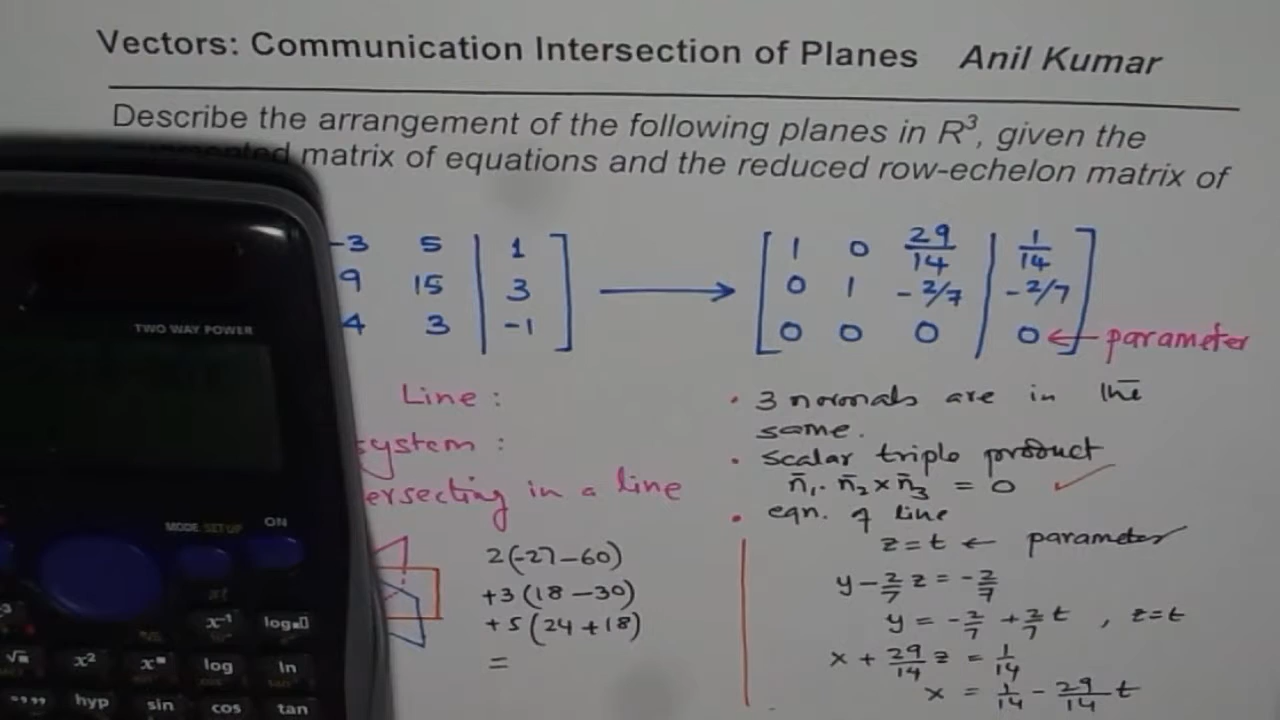 Vectors: Communication Intersection of Planes Anil Kumar
Describe the arrangement of the following planes in R³, given the
matrix of equations and the reduced row-echelon matrix of
-3 5 | 1
9 15 | 3
4 3 | -1
1 0 29/14 | 1/14
0 1 -2/7 | -2/7
0 0 0 | 0 ← parameter
Line :
system :
ersecting in a line
2(-27-60)
+3(18-30)
+5(24+18)
=
• 3 normals are in the
same.
• scalar triple product
n̄₁. n̄₂ x n̄₃ = 0 ✓
• eqn. of line
z=t ← parameter
y - 2/7 z = -2/7
y = -2/7 + 2/7 t , z=t
x + 29/14 z = 1/14
x = 1/14 - 29/14 t
TWO WAY POWER
MODE SETUP ON
x⁻¹ log
x² log ln
hyp sin cos tan